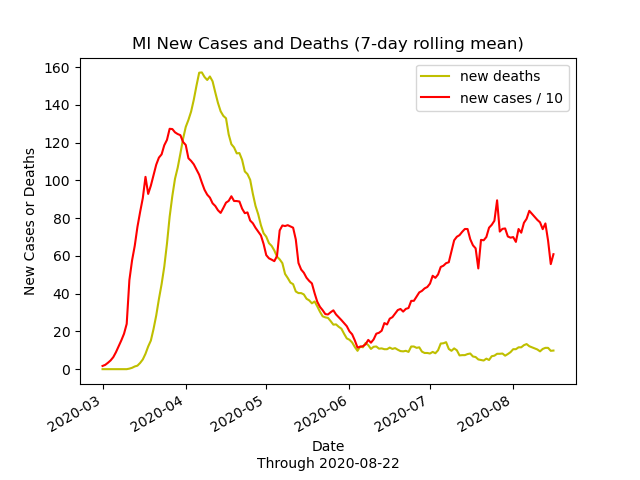 MI New Cases and Deaths (7-day rolling mean)
new deaths
new cases / 10
160
140
120
100
80
60
40
20
0
New Cases or Deaths
2020-03
2020-04
2020-05
2020-06
2020-07
2020-08
Date
Through 2020-08-22